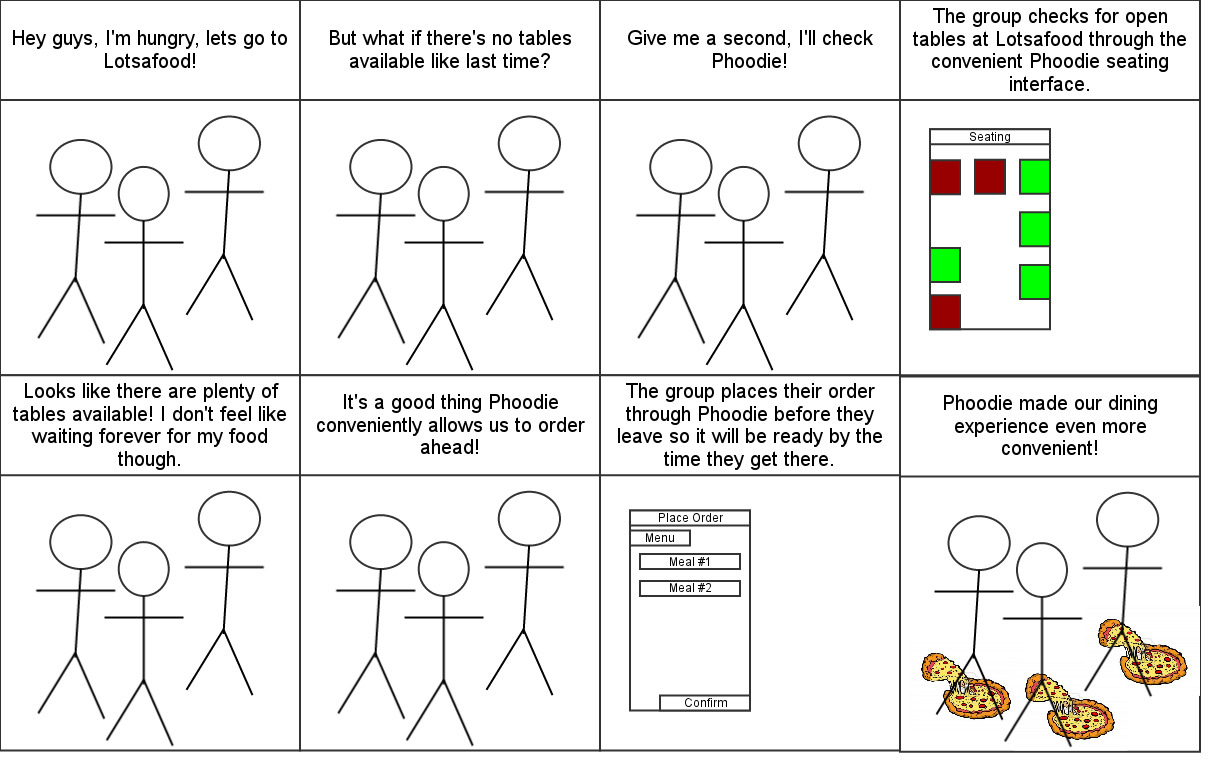 Hey guys, I'm hungry, lets go to
Lotsafood!
But what if there's no tables
available like last time?
Give me a second, I'll check
Phoodie!
The group checks for open
tables at Lotsafood through the
convenient Phoodie seating
interface.
Seating
Looks like there are plenty of
tables available! I don't feel like
waiting forever for my food
though.
It's a good thing Phoodie
conveniently allows us to order
ahead!
The group places their order
through Phoodie before they
leave so it will be ready by the
time they get there.
Place Order
Menu
Meal #1
Meal #2
Confirm
Phoodie made our dining
experience even more
convenient!